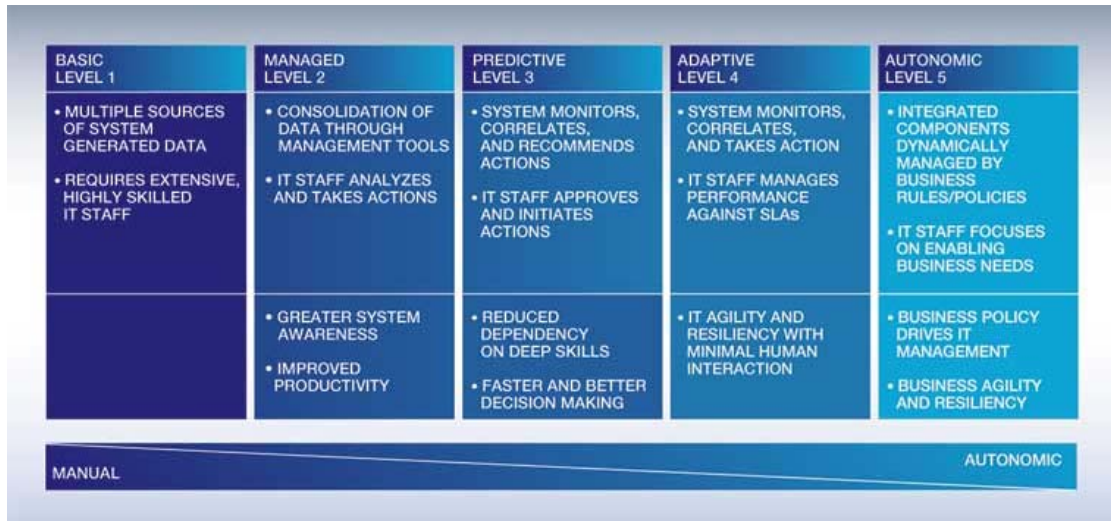 BASIC
LEVEL 1
• MULTIPLE SOURCES
OF SYSTEM
GENERATED DATA
• REQUIRES EXTENSIVE,
HIGHLY SKILLED
IT STAFF
MANAGED
LEVEL 2
• CONSOLIDATION OF
DATA THROUGH
MANAGEMENT TOOLS
• IT STAFF ANALYZES
AND TAKES ACTIONS
• GREATER SYSTEM
AWARENESS
• IMPROVED
PRODUCTIVITY
PREDICTIVE
LEVEL 3
• SYSTEM MONITORS,
CORRELATES,
AND RECOMMENDS
ACTIONS
• IT STAFF APPROVES
AND INITIATES
ACTIONS
• REDUCED
DEPENDENCY
ON DEEP SKILLS
• FASTER AND BETTER
DECISION MAKING
ADAPTIVE
LEVEL 4
• SYSTEM MONITORS,
CORRELATES,
AND TAKES ACTION
• IT STAFF MANAGES
PERFORMANCE
AGAINST SLAs
• IT AGILITY AND
RESILIENCY WITH
MINIMAL HUMAN
INTERACTION
AUTONOMIC
LEVEL 5
• INTEGRATED
COMPONENTS
DYNAMICALLY
MANAGED BY
BUSINESS
RULES/POLICIES
• IT STAFF FOCUSES
ON ENABLING
BUSINESS NEEDS
• BUSINESS POLICY
DRIVES IT
MANAGEMENT
• BUSINESS AGILITY
AND RESILIENCY
MANUAL
AUTONOMIC